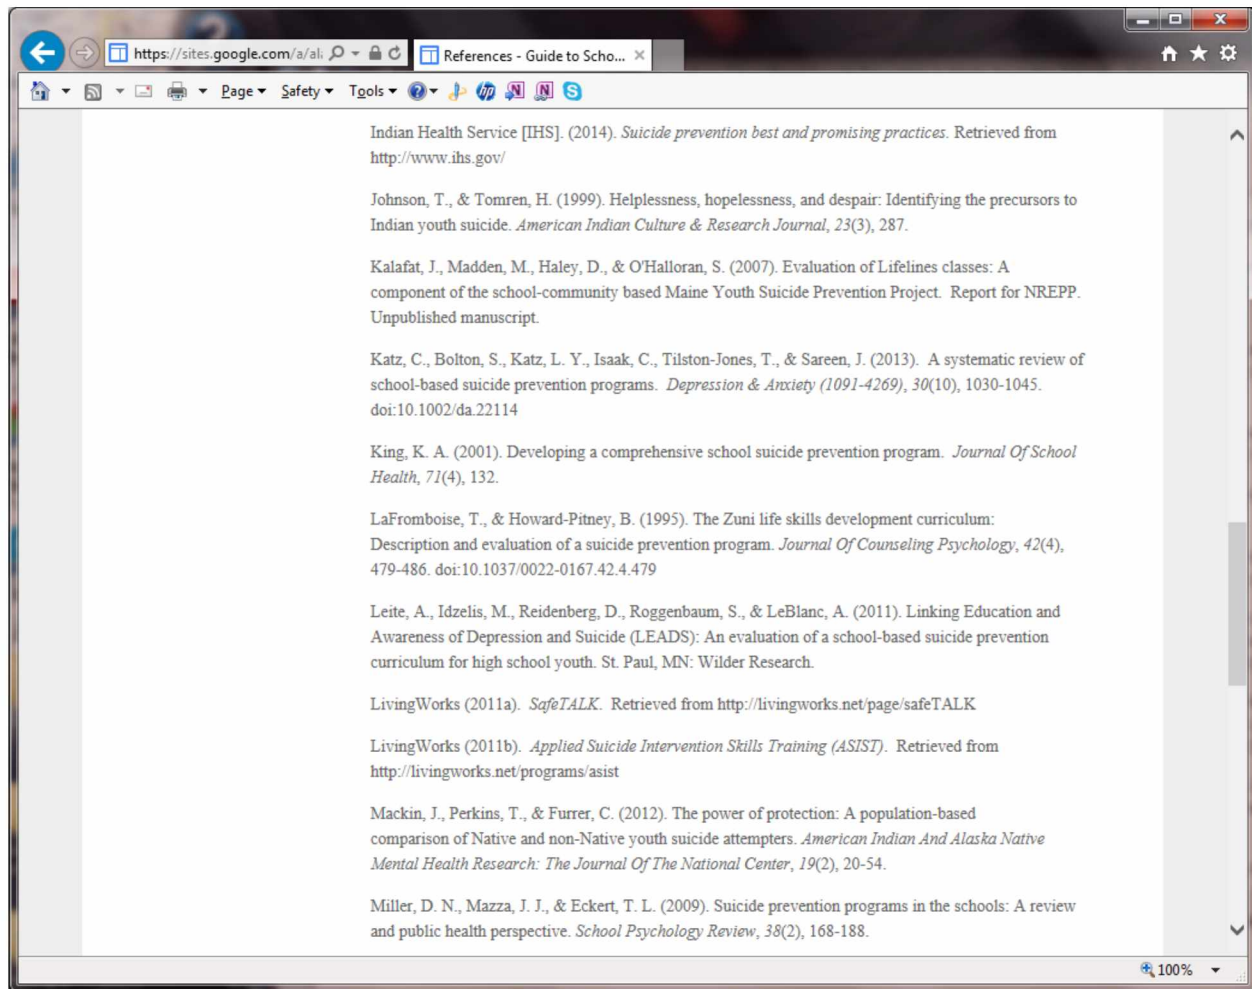 https://sites.google.com/a/al
References - Guide to Scho...
Page Safety Tools
Indian Health Service [IHS]. (2014). Suicide prevention best and promising practices. Retrieved from
http://www.ihs.gov/
Johnson, T., & Tomren, H. (1999). Helplessness, hopelessness, and despair: Identifying the precursors to
Indian youth suicide. American Indian Culture & Research Journal, 23(3), 287.
Kalafat, J., Madden, M., Haley, D., & O'Halloran, S. (2007). Evaluation of Lifelines classes: A
component of the school-community based Maine Youth Suicide Prevention Project.  Report for NREPP.
Unpublished manuscript.
Katz, C., Bolton, S., Katz, L. Y., Isaak, C., Tilston-Jones, T., & Sareen, J. (2013).  A systematic review of
school-based suicide prevention programs.  Depression & Anxiety (1091-4269), 30(10), 1030-1045.
doi:10.1002/da.22114
King, K. A. (2001). Developing a comprehensive school suicide prevention program.  Journal Of School
Health, 71(4), 132.
LaFromboise, T., & Howard-Pitney, B. (1995). The Zuni life skills development curriculum:
Description and evaluation of a suicide prevention program. Journal Of Counseling Psychology, 42(4),
479-486. doi:10.1037/0022-0167.42.4.479
Leite, A., Idzelis, M., Reidenberg, D., Roggenbaum, S., & LeBlanc, A. (2011). Linking Education and
Awareness of Depression and Suicide (LEADS): An evaluation of a school-based suicide prevention
curriculum for high school youth. St. Paul, MN: Wilder Research.
LivingWorks (2011a).  SafeTALK.  Retrieved from http://livingworks.net/page/safeTALK
LivingWorks (2011b).  Applied Suicide Intervention Skills Training (ASIST).  Retrieved from
http://livingworks.net/programs/asist
Mackin, J., Perkins, T., & Furrer, C. (2012). The power of protection: A population-based
comparison of Native and non-Native youth suicide attempters. American Indian And Alaska Native
Mental Health Research: The Journal Of The National Center, 19(2), 20-54.
Miller, D. N., Mazza, J. J., & Eckert, T. L. (2009). Suicide prevention programs in the schools: A review
and public health perspective. School Psychology Review, 38(2), 168-188.
100%